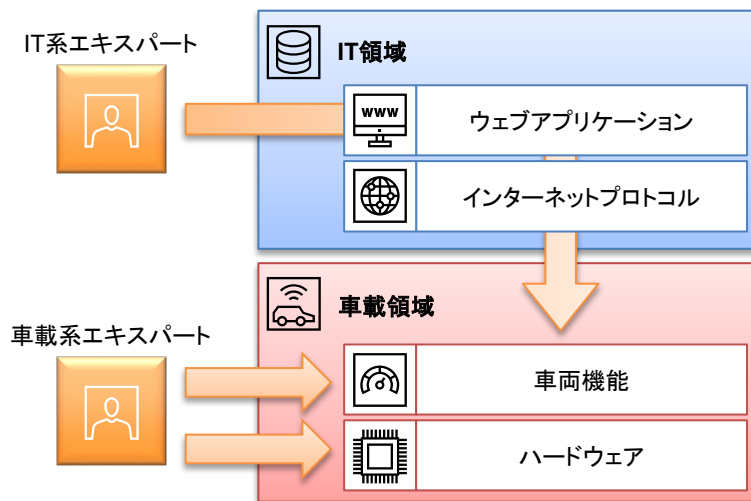 IT系エキスパート
IT領域
www
ウェブアプリケーション
インターネットプロトコル
車載領域
車載系エキスパート
車両機能
ハードウェア